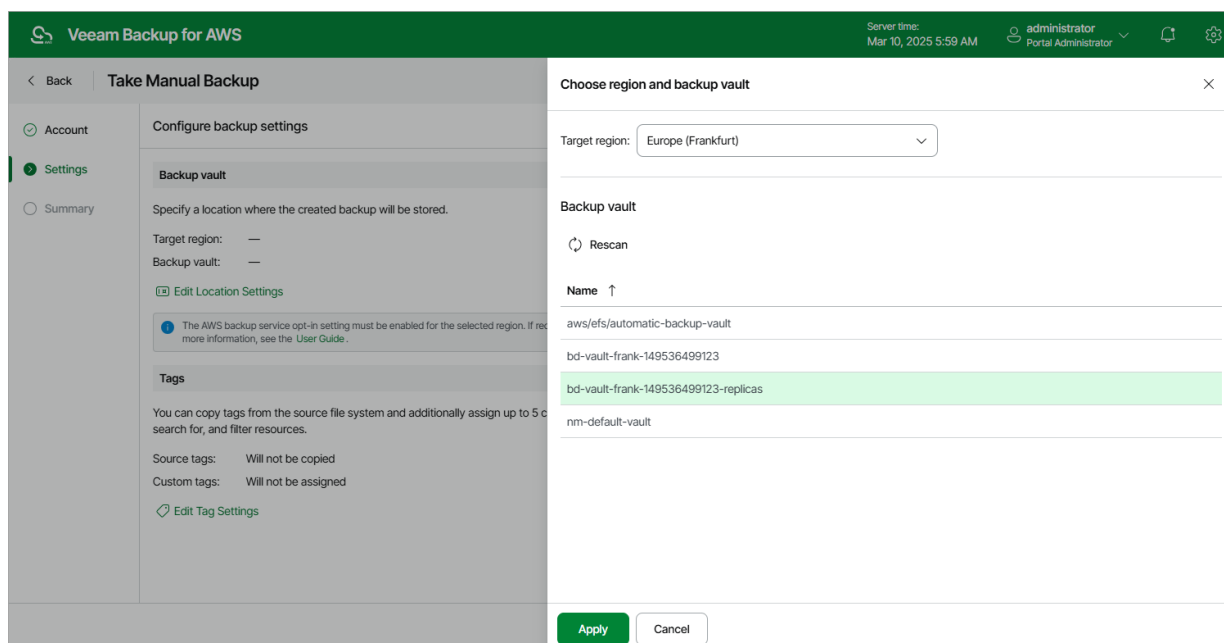 Veeam Backup for AWS
Server time:
Mar 10, 2025 5:59 AM
administrator
Portal Administrator
Back
Take Manual Backup
Account
Settings
Summary
Configure backup settings
Backup vault
Specify a location where the created backup will be stored.
Target region: —
Backup vault: —
Edit Location Settings
The AWS backup service opt-in setting must be enabled for the selected region. If
more information, see the User Guide.
Tags
You can copy tags from the source file system and additionally assign up to 5
search for, and filter resources.
Source tags: Will not be copied
Custom tags: Will not be assigned
Edit Tag Settings
Choose region and backup vault
Target region: Europe (Frankfurt)
Backup vault
Rescan
Name ↑
aws/efs/automatic-backup-vault
bd-vault-frank-149536499123
bd-vault-frank-149536499123-replicas
nm-default-vault
Apply
Cancel